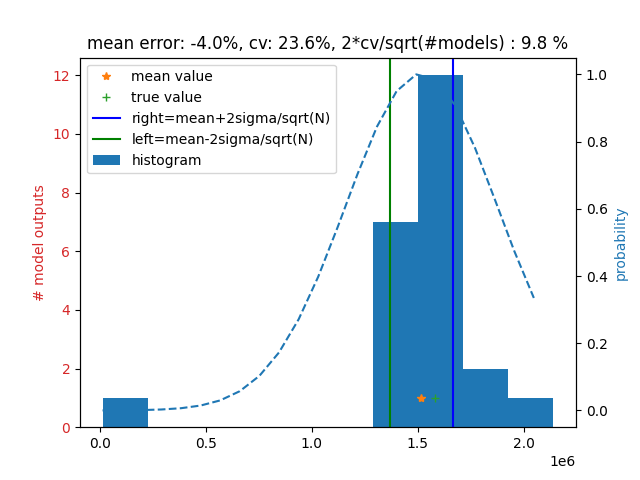 mean error: -4.0%, cv: 23.6%, 2*cv/sqrt(#models) : 9.8 %
mean value
true value
right=mean+2sigma/sqrt(N)
left=mean-2sigma/sqrt(N)
histogram
# model outputs
12
10
8
6
4
2
0
0.0
0.5
1.0
1.5
2.0
1e6
1.0
0.8
0.6
0.4
0.2
0.0
probability